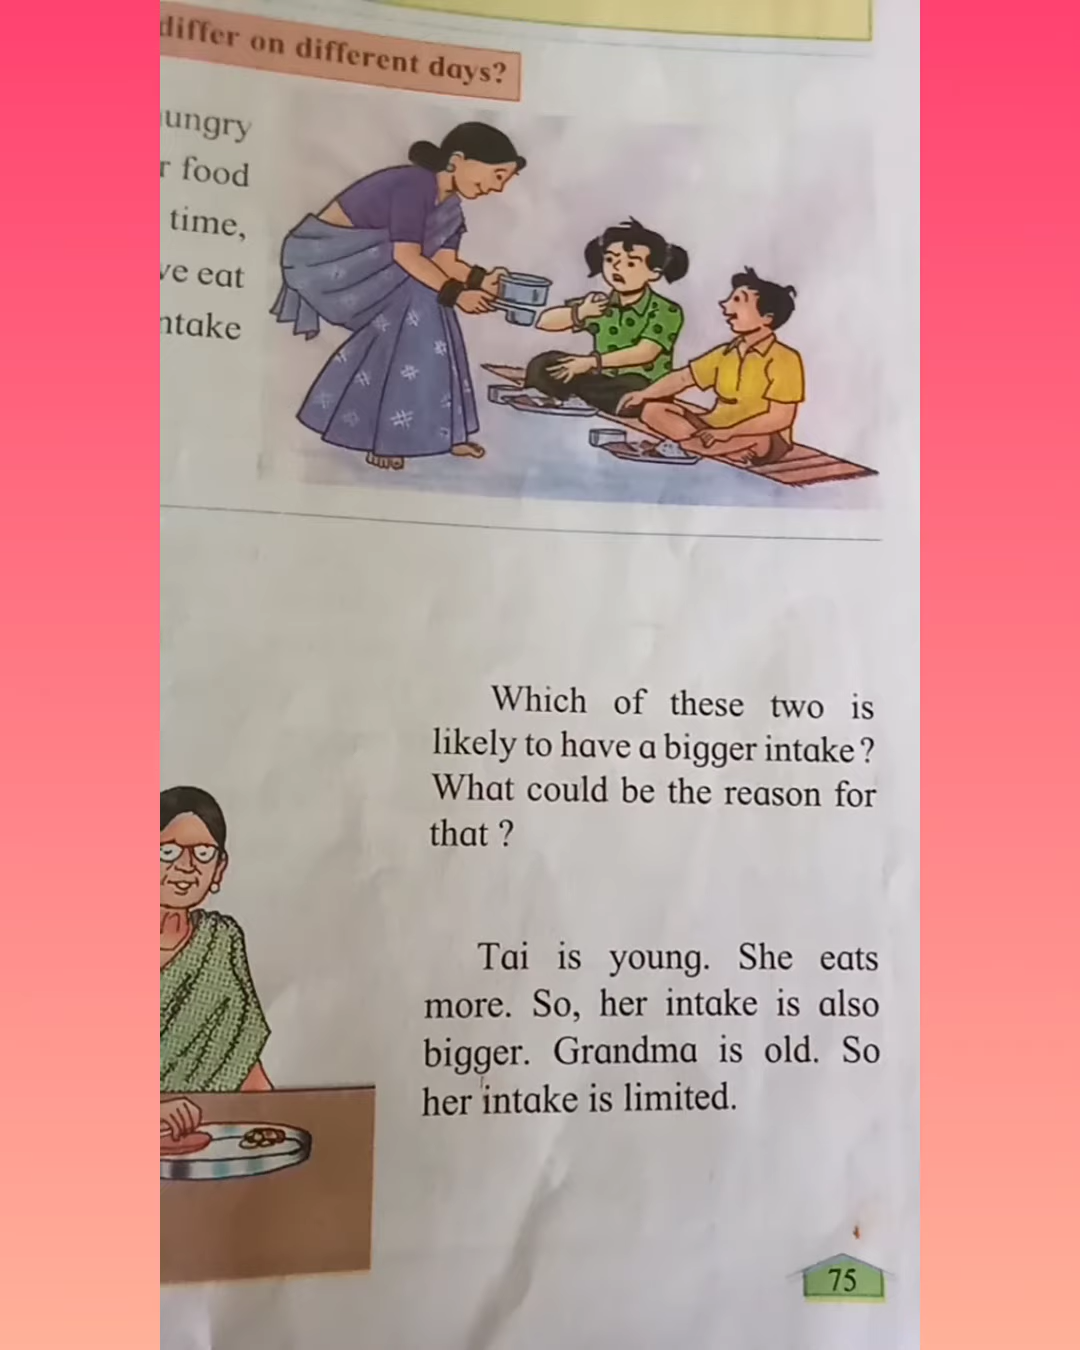 differ on different days?
ungry
r food
time,
ve eat
ntake
Which of these two is
likely to have a bigger intake?
What could be the reason for
that ?
Tai is young. She eats
more. So, her intake is also
bigger. Grandma is old. So
her intake is limited.
75